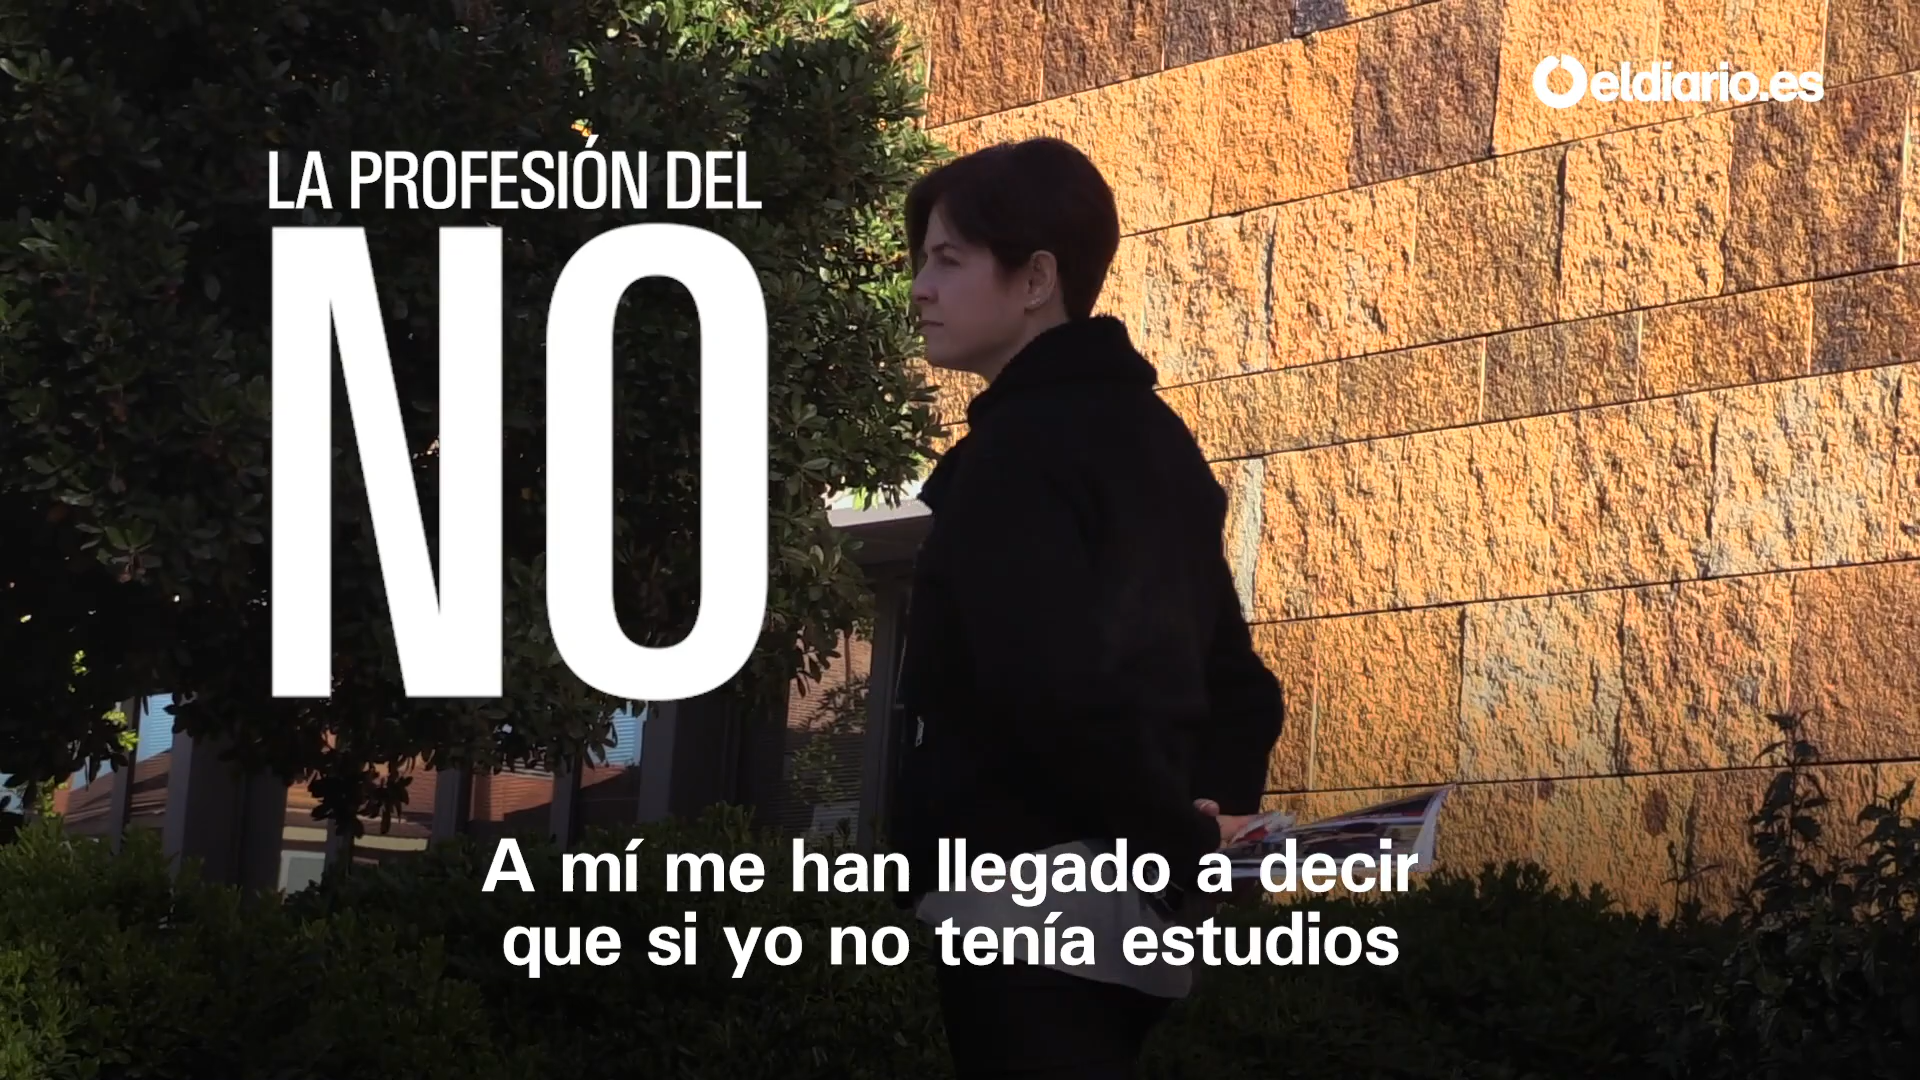 eldiario.es
LA PROFESIÓN DEL
NO
A mí me han llegado a decir
que si yo no tenía estudios